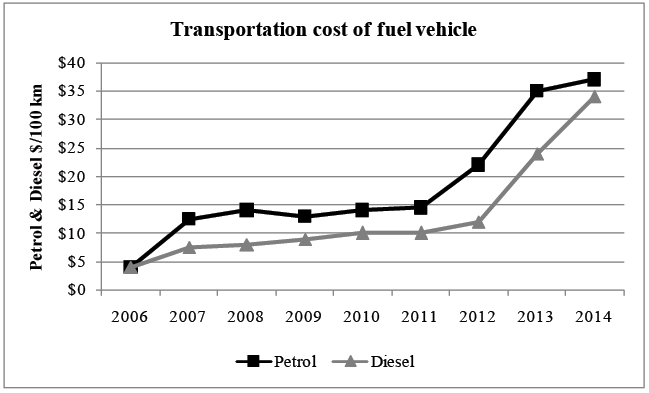 Transportation cost of fuel vehicle
Petrol & Diesel $/100 km
$40
$35
$30
$25
$20
$15
$10
$5
$0
2006 2007 2008 2009 2010 2011 2012 2013 2014
Petrol Diesel